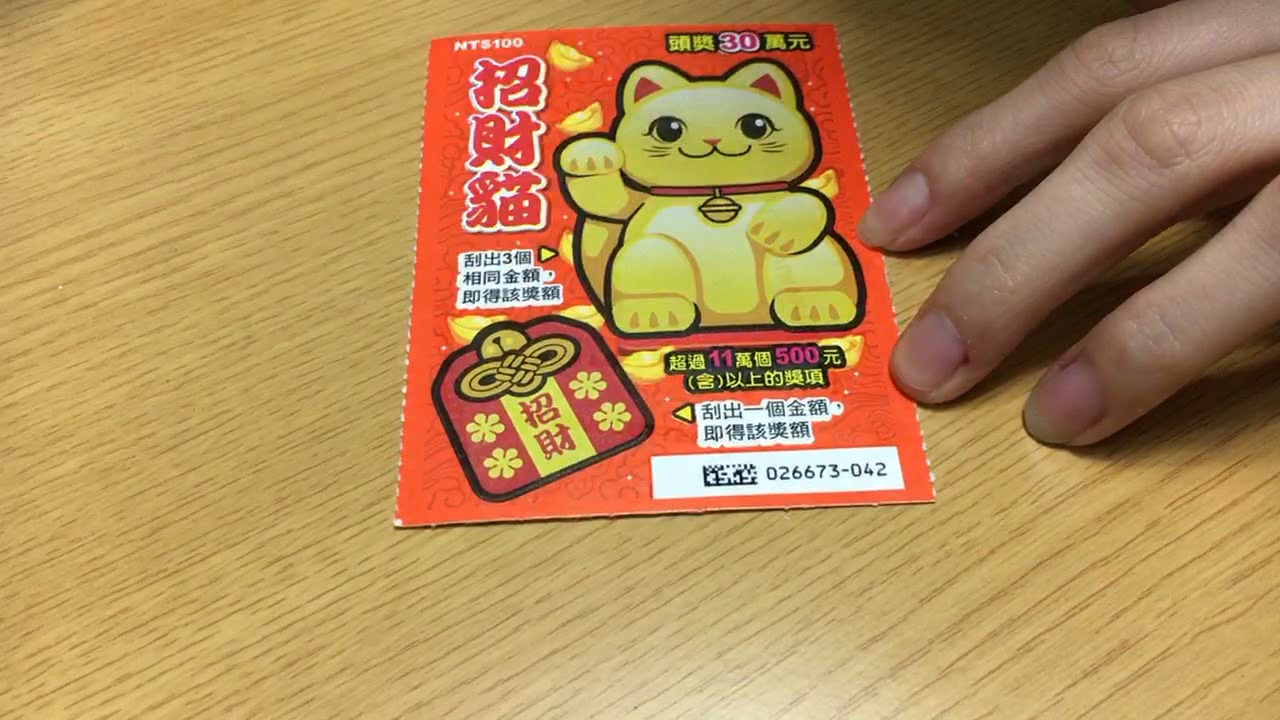 NT$100
頭獎30萬元
招財貓
刮出3個
相同金額，
即得該獎額
招財
超過11萬個500元
(含)以上的獎項
刮出一個金額，
即得該獎額
026673-042